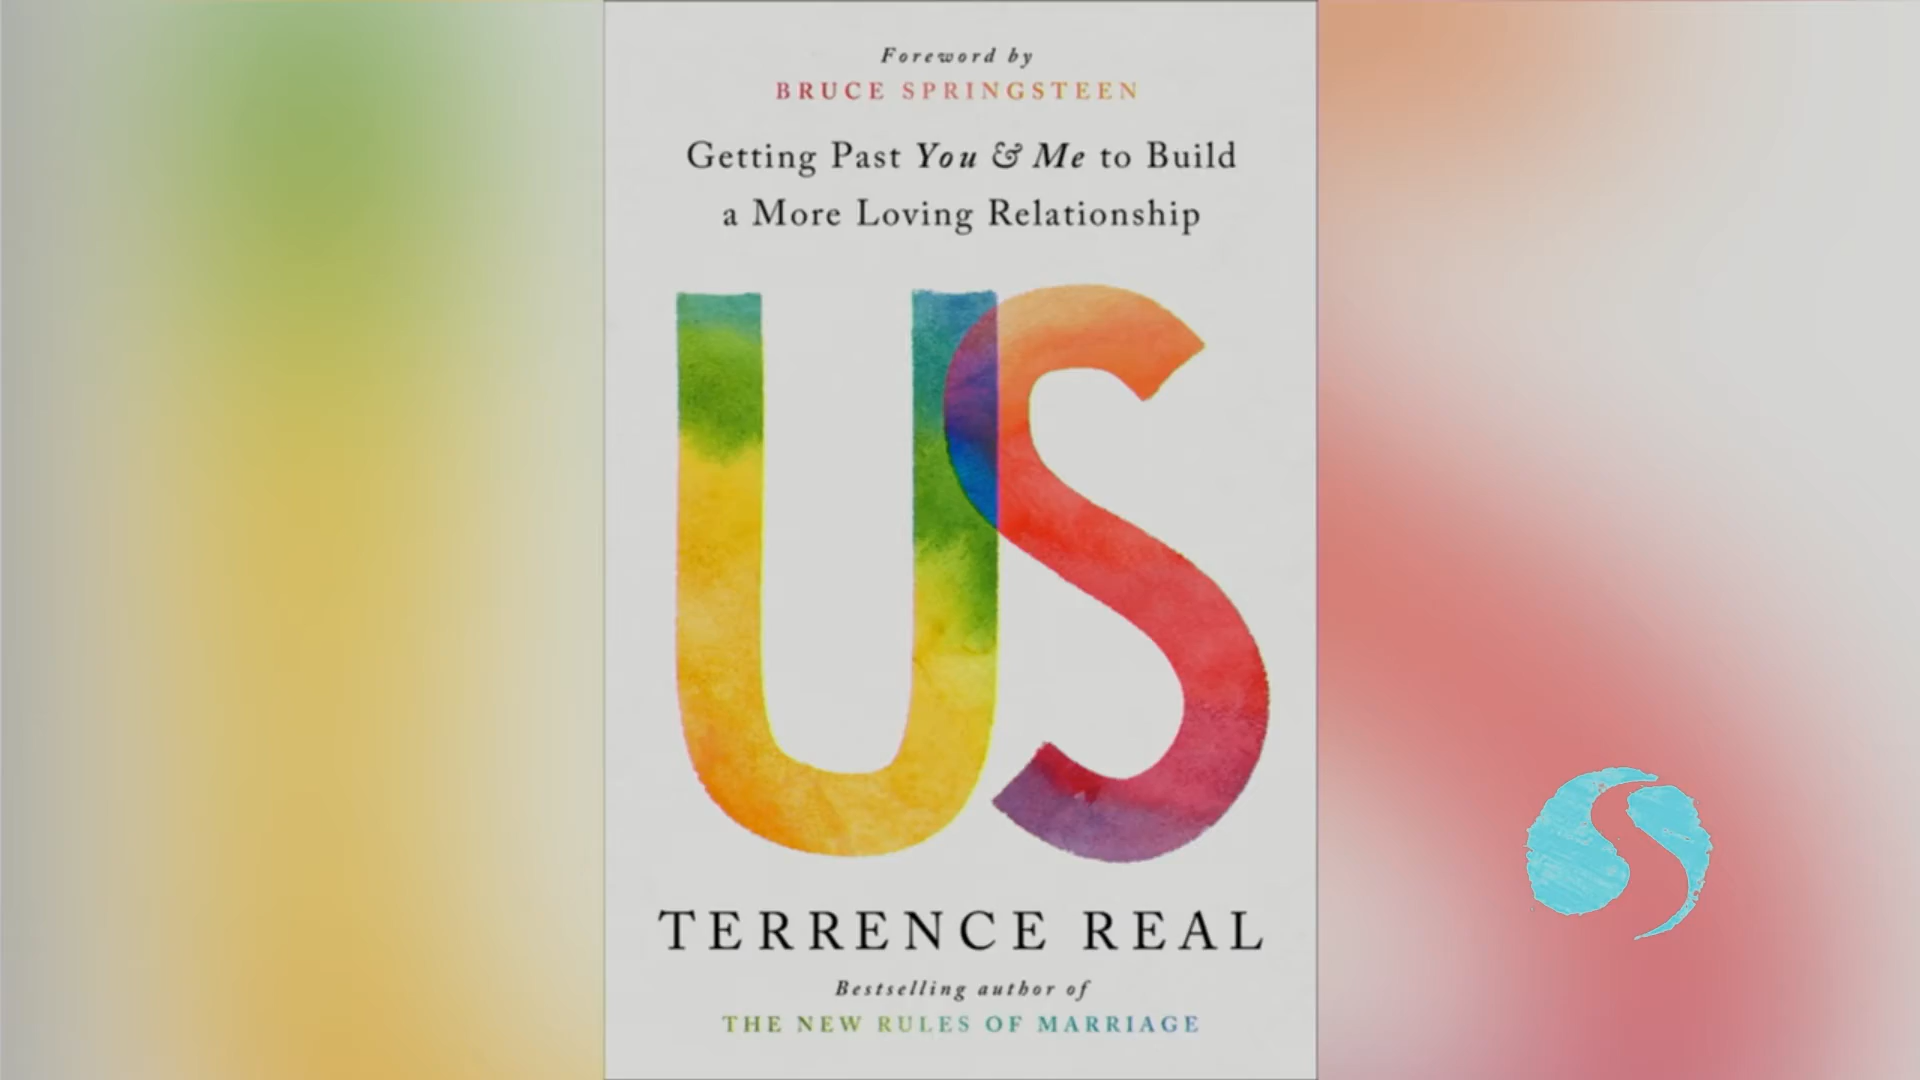 Foreword by
BRUCE SPRINGSTEEN
Getting Past You & Me to Build
a More Loving Relationship
US
TERRENCE REAL
Bestselling author of
THE NEW RULES OF MARRIAGE